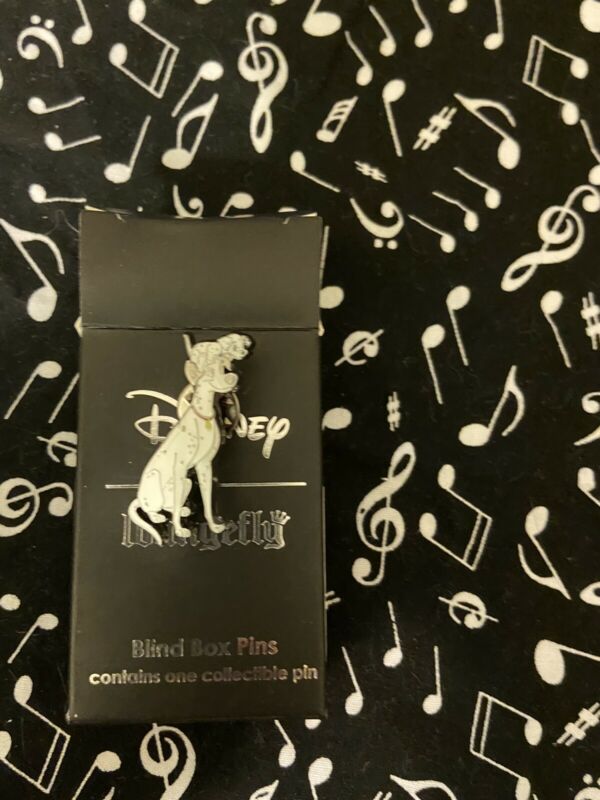 Disney
loungefly
Blind Box Pins
contains one collectible pin